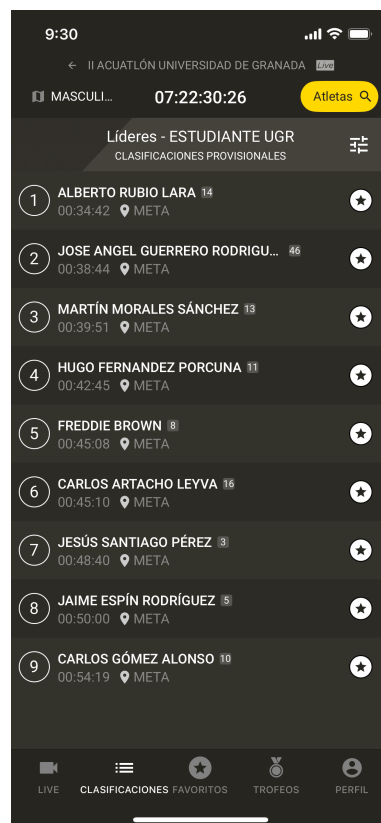 9:30
← II ACUATLÓN UNIVERSIDAD DE GRANADA Live
MASCULI... 07:22:30:26 Atletas
Líderes - ESTUDIANTE UGR
CLASIFICACIONES PROVISIONALES
1 ALBERTO RUBIO LARA 14
00:34:42 META
2 JOSE ANGEL GUERRERO RODRIGU... 46
00:38:44 META
3 MARTÍN MORALES SÁNCHEZ 13
00:39:51 META
4 HUGO FERNANDEZ PORCUNA 11
00:42:45 META
5 FREDDIE BROWN 8
00:45:08 META
6 CARLOS ARTACHO LEYVA 16
00:45:10 META
7 JESÚS SANTIAGO PÉREZ 3
00:48:40 META
8 JAIME ESPÍN RODRÍGUEZ 5
00:50:00 META
9 CARLOS GÓMEZ ALONSO 10
00:54:19 META
LIVE CLASIFICACIONES FAVORITOS TROFEOS PERFIL